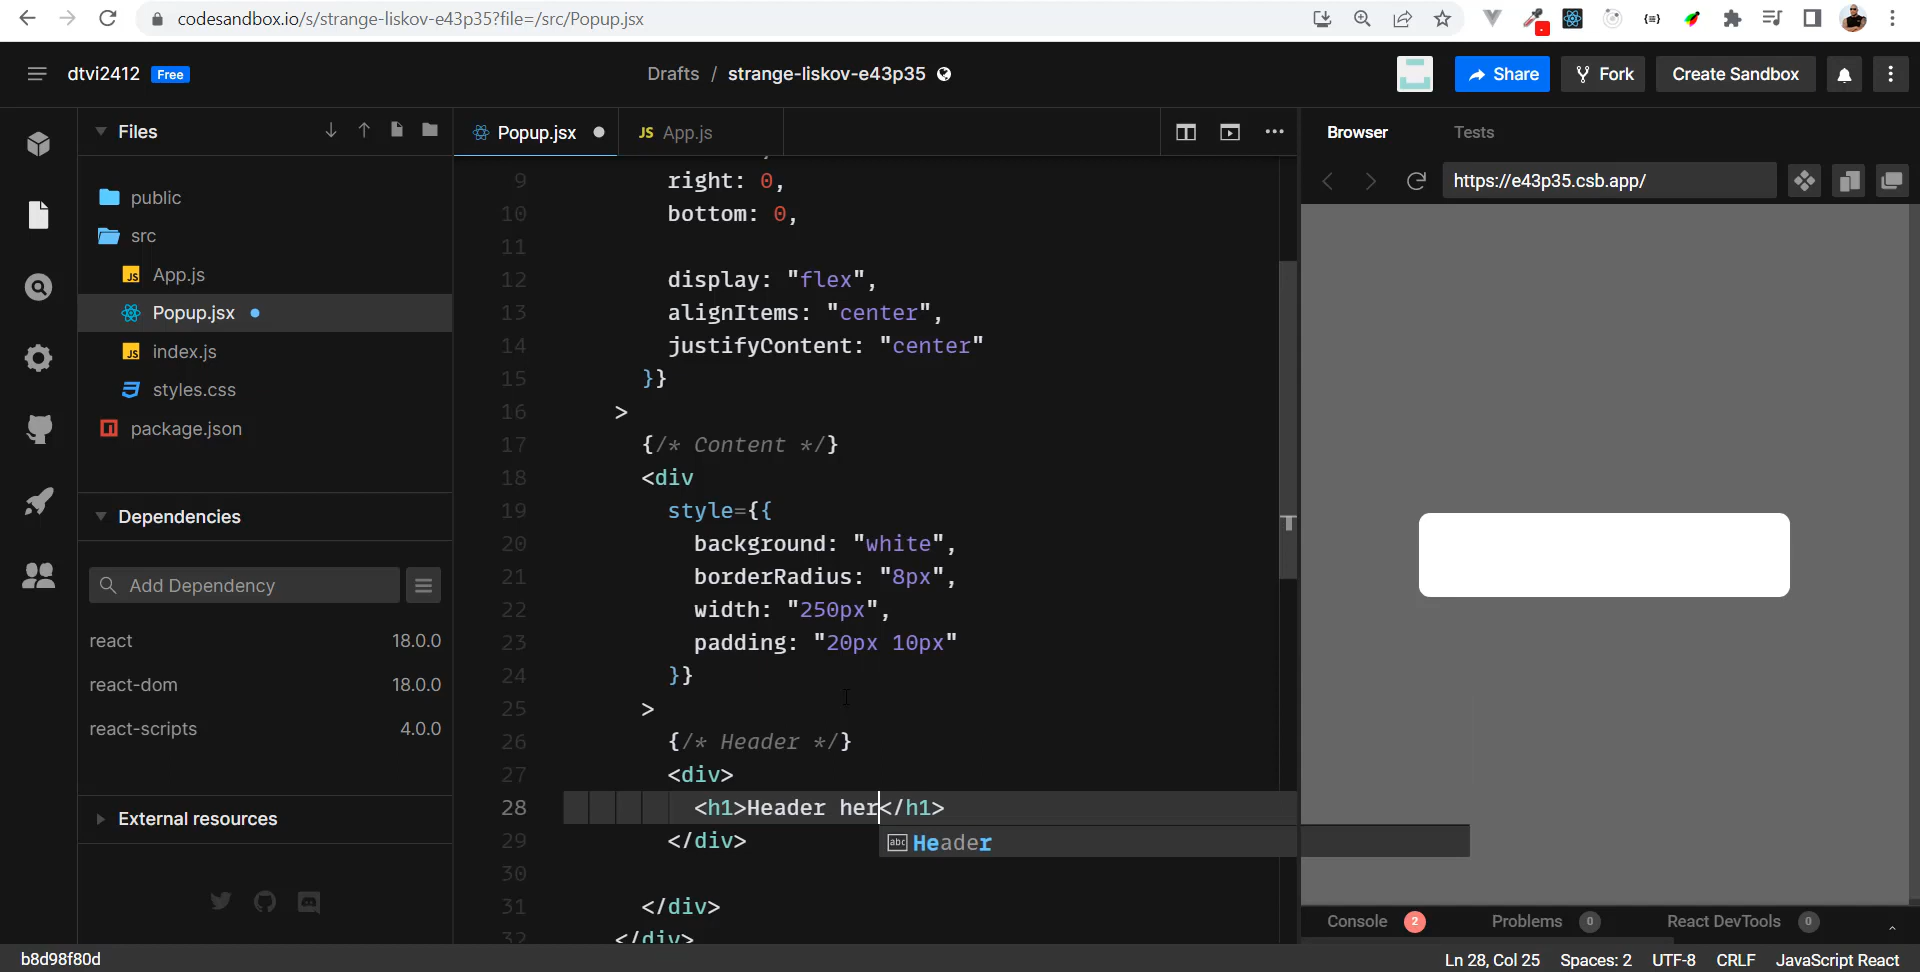 codesandbox.io/s/strange-liskov-e43p35?file=/src/Popup.jsx
dtvi2412 Free
Drafts / strange-liskov-e43p35
Share
Fork
Create Sandbox
Files
public
src
JS App.js
Popup.jsx
JS index.js
styles.css
package.json
Dependencies
Add Dependency
react 18.0.0
react-dom 18.0.0
react-scripts 4.0.0
External resources
Popup.jsx
JS App.js
9 right: 0,
10 bottom: 0,
11
12 display: "flex",
13 alignItems: "center",
14 justifyContent: "center"
15 }}
16 >
17 {/* Content */}
18 <div
19 style={{
20 background: "white",
21 borderRadius: "8px",
22 width: "250px",
23 padding: "20px 10px"
24 }}
25 >
26 {/* Header */}
27 <div>
28 <h1>Header her</h1>
29 </div>
abc Header
30
31 </div>
32 </div>
Browser
Tests
https://e43p35.csb.app/
Console 2
Problems 0
React DevTools 0
b8d98f80d
Ln 28, Col 25 Spaces: 2 UTF-8 CRLF JavaScript React